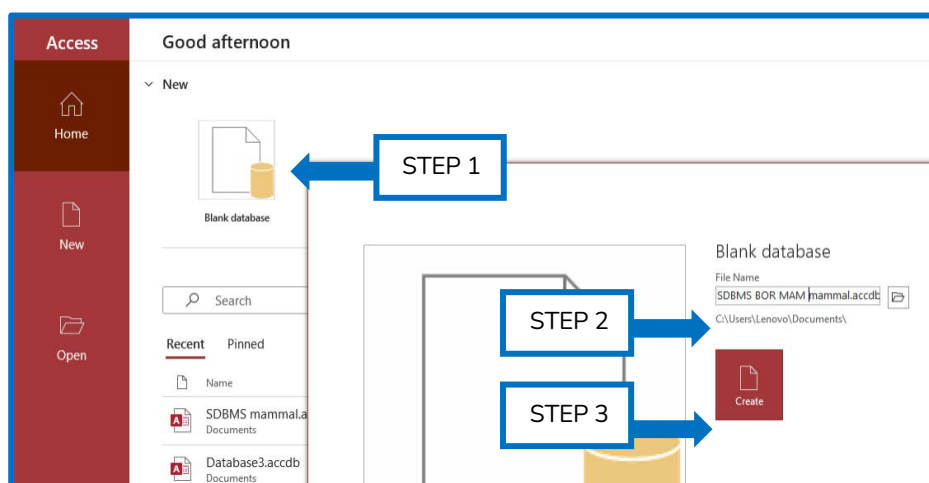 Access
Good afternoon
New
Home
STEP 1
Blank database
New
Blank database
File Name
SDBMS BOR MAM mammal.accdb
C:\Users\Lenovo\Documents\
Search
STEP 2
Open
Recent Pinned
Name
Create
SDBMS mammal.a
Documents
STEP 3
Database3.accdb
Documents